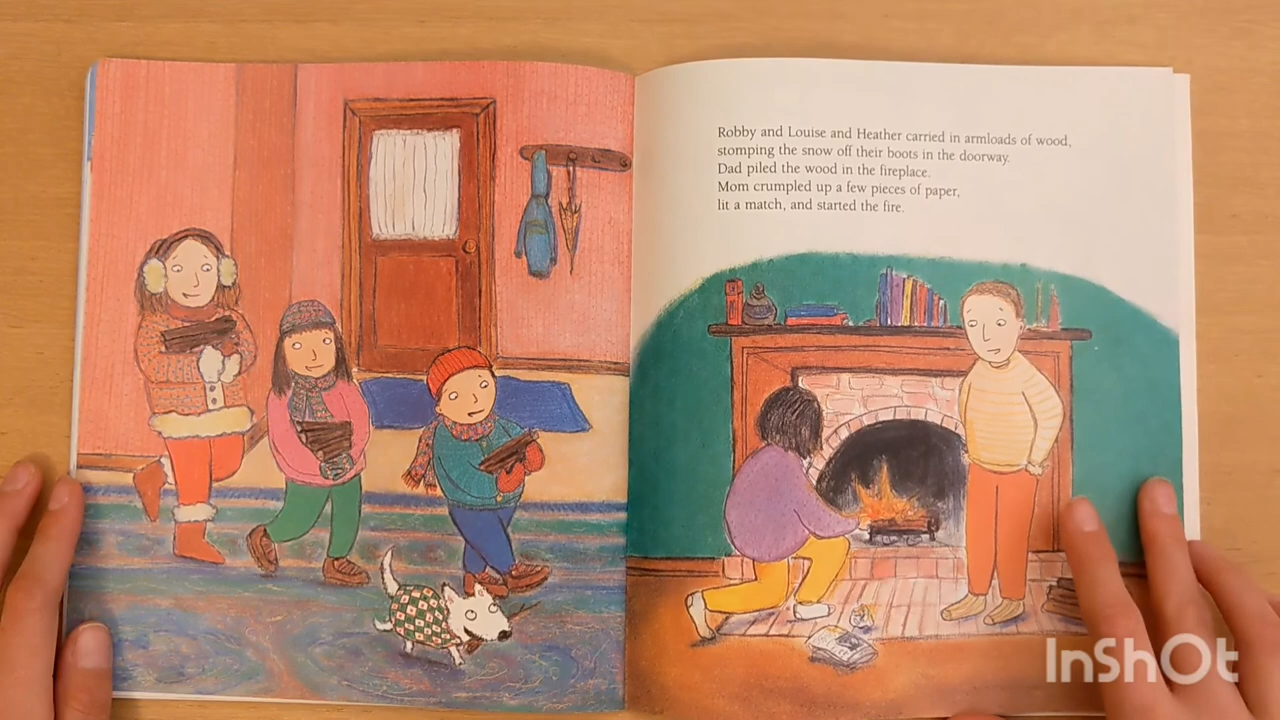 Robby and Louise and Heather carried in armloads of wood,
stomping the snow off their boots in the doorway.
Dad piled the wood in the fireplace.
Mom crumpled up a few pieces of paper,
lit a match, and started the fire.
InShOt